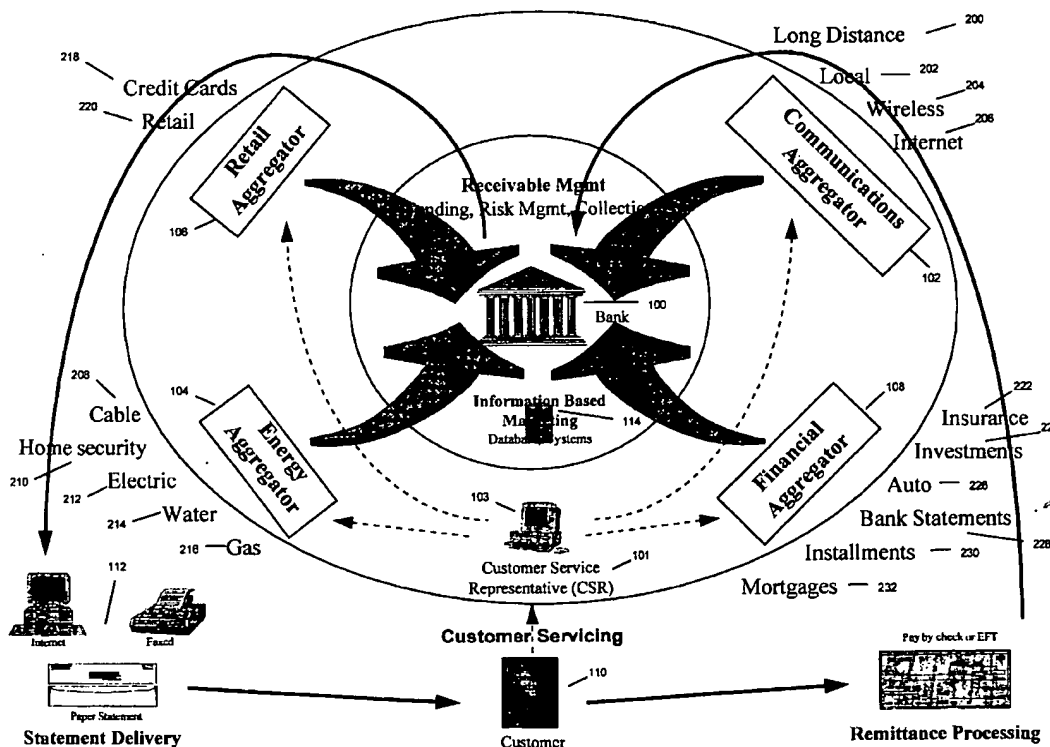 200
Long Distance
218
Credit Cards
Local
202
220
Retail
Wireless
204
206
Internet
Retail
Aggregator
Communications
Aggregator
Receivable Mgmt
Risk Mgmt,
106
102
100
Bank
208
Cable
104
Energy
Aggregator
Information Based
114
Database Systems
108
Financial
Aggregator
222
Insurance
Home security
210
Investments
212
Electric
Auto
226
214
Water
103
Bank Statements
228
216
Gas
Customer Service
101
Representative (CSR)
Installments
230
112
Mortgages
232
Internet
Faxed
Customer Servicing
Pay by check or EFT
110
Paper Statement
Statement Delivery
Customer
Remittance Processing